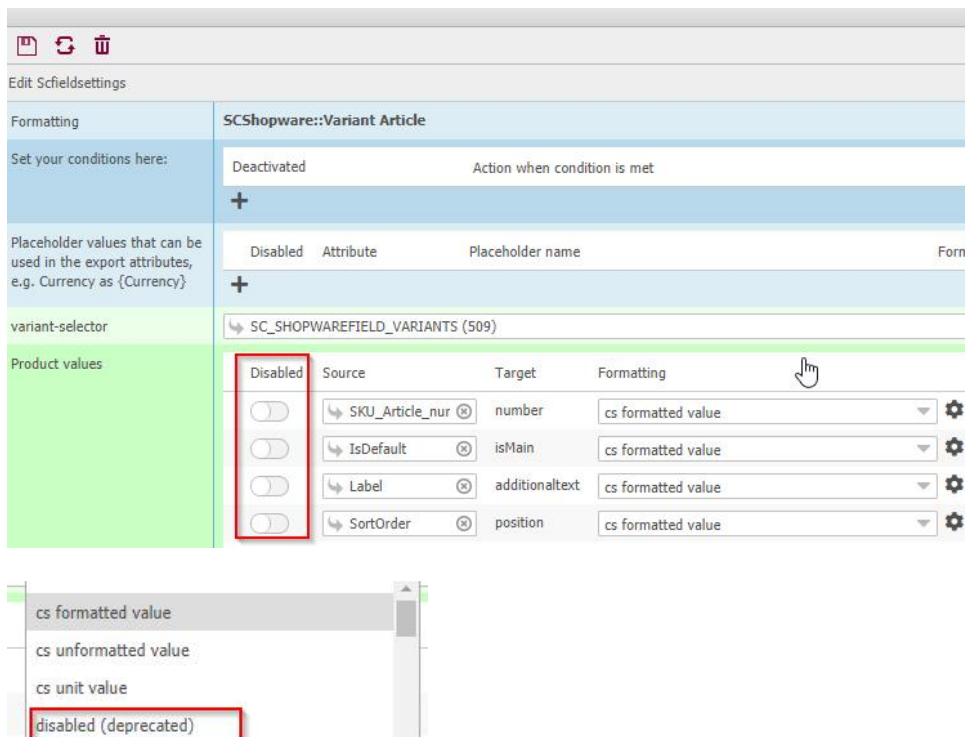 Edit Scfieldsettings
Formatting
SCShopware::Variant Article
Set your conditions here:
Deactivated Action when condition is met
Placeholder values that can be
used in the export attributes,
e.g. Currency as {Currency}
Disabled Attribute Placeholder name Form
variant-selector
SC_SHOPWAREFIELD_VARIANTS (509)
Product values
Disabled Source Target Formatting
SKU_Article_nur number cs formatted value
IsDefault isMain cs formatted value
Label additionaltext cs formatted value
SortOrder position cs formatted value
cs formatted value
cs unformatted value
cs unit value
disabled (deprecated)